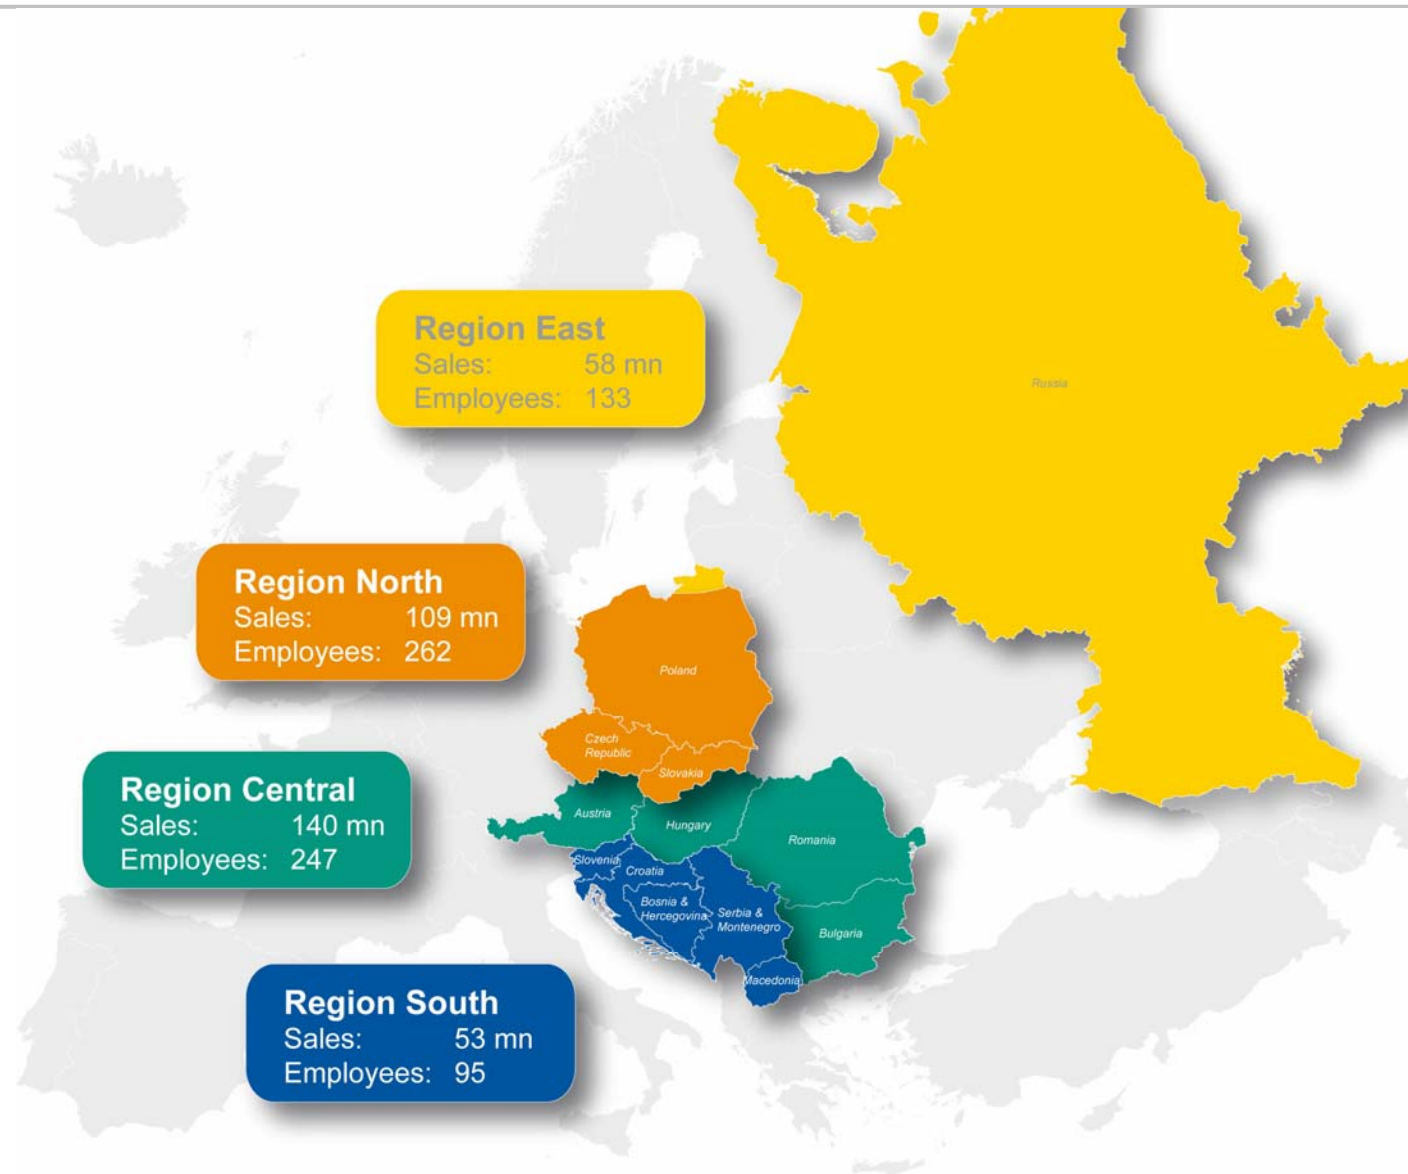 Region East
Sales: 58 mn
Employees: 133
Russia
Region North
Sales: 109 mn
Employees: 262
Poland
Czech
Republic
Slovakia
Region Central
Sales: 140 mn
Employees: 247
Austria
Hungary
Romania
Slovenia
Croatia
Bosnia &
Hercegovina
Serbia &
Montenegro
Bulgaria
Macedonia
Region South
Sales: 53 mn
Employees: 95